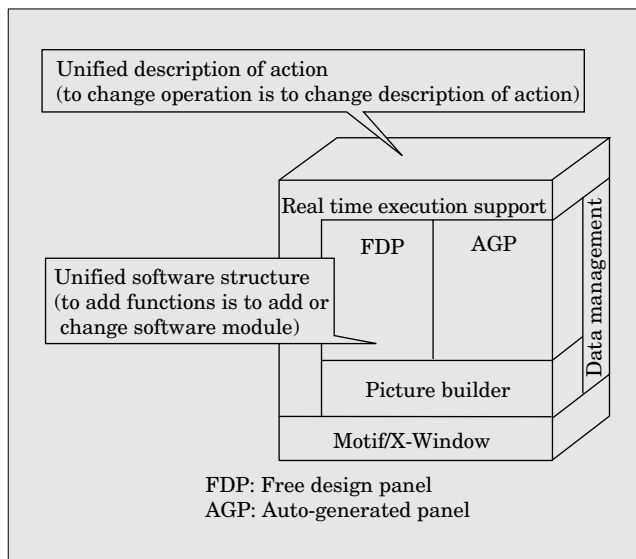 Unified description of action
(to change operation is to change description of action)
Real time execution support
FDP
AGP
Data management
Unified software structure
(to add functions is to add or
change software module)
Picture builder
Motif/X-Window
FDP: Free design panel
AGP: Auto-generated panel